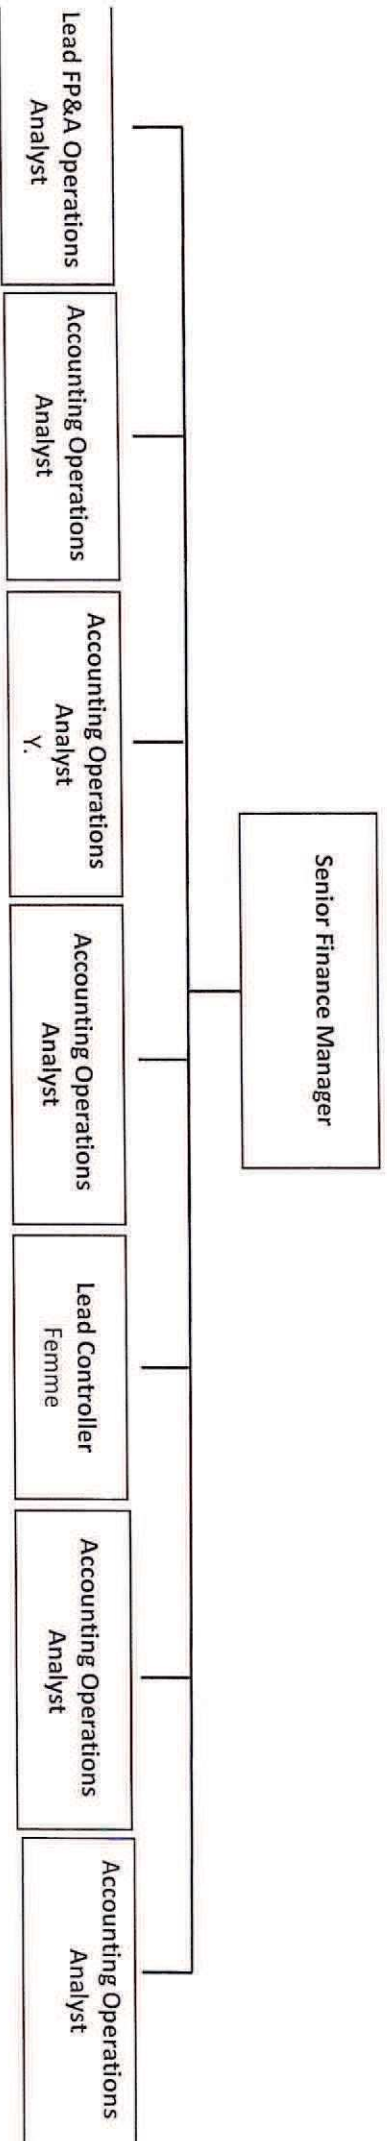 Senior Finance Manager
Lead FP&A Operations
Analyst
Accounting Operations
Analyst
Accounting Operations
Analyst
Y.
Accounting Operations
Analyst
Lead Controller
Femme
Accounting Operations
Analyst
Accounting Operations
Analyst